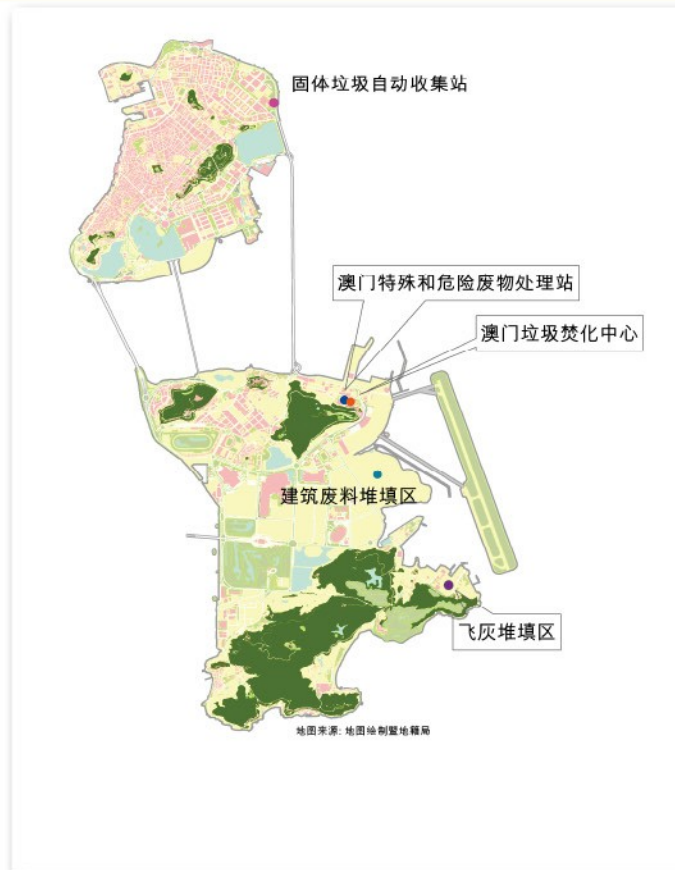 固体垃圾自动收集站
澳门特殊和危险废物处理站
澳门垃圾焚化中心
建筑废料堆填区
飞灰堆填区
地图来源: 地图绘制暨地籍局